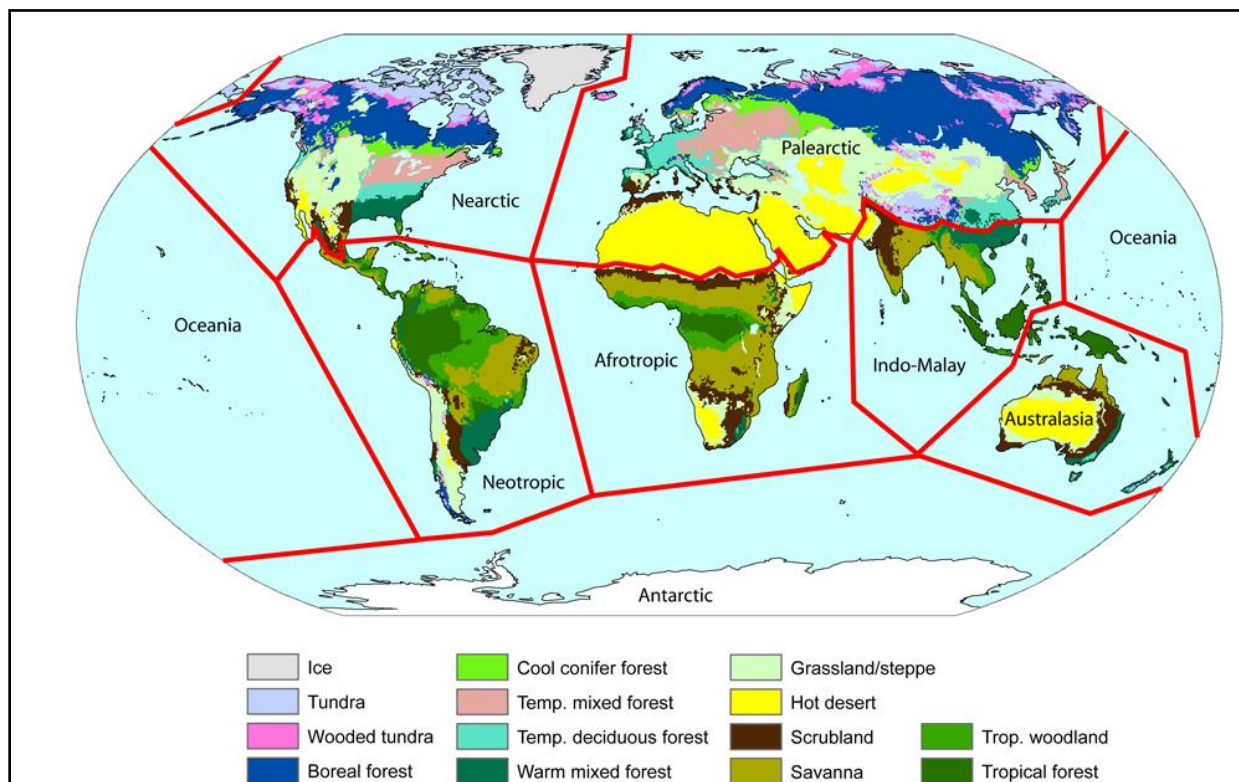 Palearctic
Nearctic
Oceania
Oceania
Afrotropic
Indo-Malay
Australasia
Neotropic
Antarctic
Ice
Tundra
Wooded tundra
Boreal forest
Cool conifer forest
Temp. mixed forest
Temp. deciduous forest
Warm mixed forest
Grassland/steppe
Hot desert
Scrubland
Savanna
Trop. woodland
Tropical forest